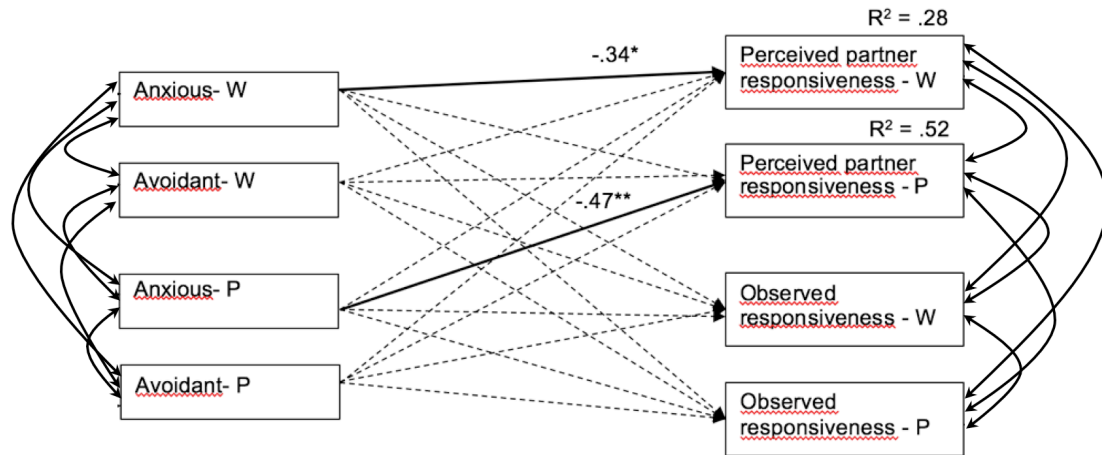 R² = .28
-.34*
Perceived partner
responsiveness - W
Anxious- W
R² = .52
Perceived partner
responsiveness - P
Avoidant- W
-.47**
Anxious- P
Observed
responsiveness - W
Avoidant- P
Observed
responsiveness - P